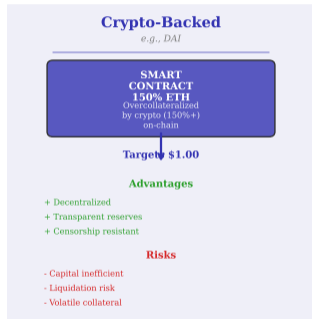 Crypto-Backed
e.g., DAI
SMART
CONTRACT
150% ETH
Overcollateralized
by crypto (150%+)
on-chain
Target: $1.00
Advantages
+ Decentralized
+ Transparent reserves
+ Censorship resistant
Risks
- Capital inefficient
- Liquidation risk
- Volatile collateral